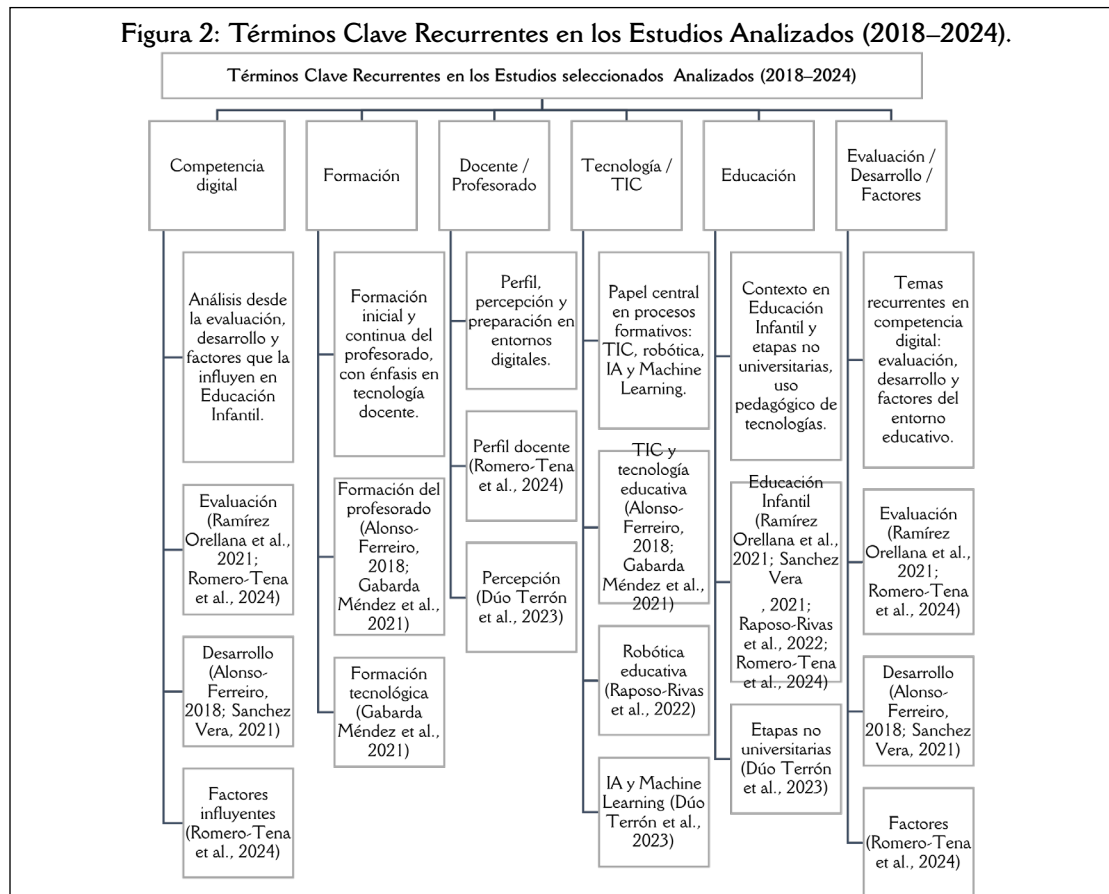 Figura 2: Términos Clave Recurrentes en los Estudios Analizados (2018–2024).
Términos Clave Recurrentes en los Estudios seleccionados Analizados (2018–2024)
Competencia
digital
Análisis desde
la evaluación,
desarrollo y
factores que la
influyen en
Educación
Infantil.
Evaluación
(Ramírez
Orellana et al.,
2021;
Romero-Tena
et al., 2024)
Desarrollo
(Alonso-
Ferreiro,
2018; Sanchez
Vera, 2021)
Factores
influyentes
(Romero-Tena
et al., 2024)
Formación
Formación
inicial y
continua del
profesorado,
con énfasis en
tecnología
docente.
Formación del
profesorado
(Alonso-
Ferreiro,
2018;
Gabarda
Méndez et al.,
2021)
Formación
tecnológica
(Gabarda
Méndez et al.,
2021)
Docente /
Profesorado
Perfil,
percepción y
preparación en
entornos
digitales.
Perfil docente
(Romero-Tena
et al., 2024)
Percepción
(Dúo Terrón
et al., 2023)
Tecnología /
TIC
Papel central
en procesos
formativos:
TIC, robótica,
IA y Machine
Learning.
TIC y
tecnología
educativa
(Alonso-
Ferreiro,
2018;
Gabarda
Méndez et al.,
2021)
Robótica
educativa
(Raposo-Rivas
et al., 2022)
IA y Machine
Learning (Dúo
Terrón et al.,
2023)
Educación
Contexto en
Educación
Infantil y
etapas no
universitarias,
uso
pedagógico de
tecnologías.
Educación
Infantil
(Ramírez
Orellana et al.,
2021; Sanchez
Vera
, 2021;
Raposo-Rivas
et al., 2022;
Romero-Tena
et al., 2024)
Etapas no
universitarias
(Dúo Terrón
et al., 2023)
Evaluación /
Desarrollo /
Factores
Temas
recurrentes en
competencia
digital:
evaluación,
desarrollo y
factores del
entorno
educativo.
Evaluación
(Ramírez
Orellana et al.,
2021;
Romero-Tena
et al., 2024)
Desarrollo
(Alonso-
Ferreiro,
2018; Sanchez
Vera, 2021)
Factores
(Romero-Tena
et al., 2024)